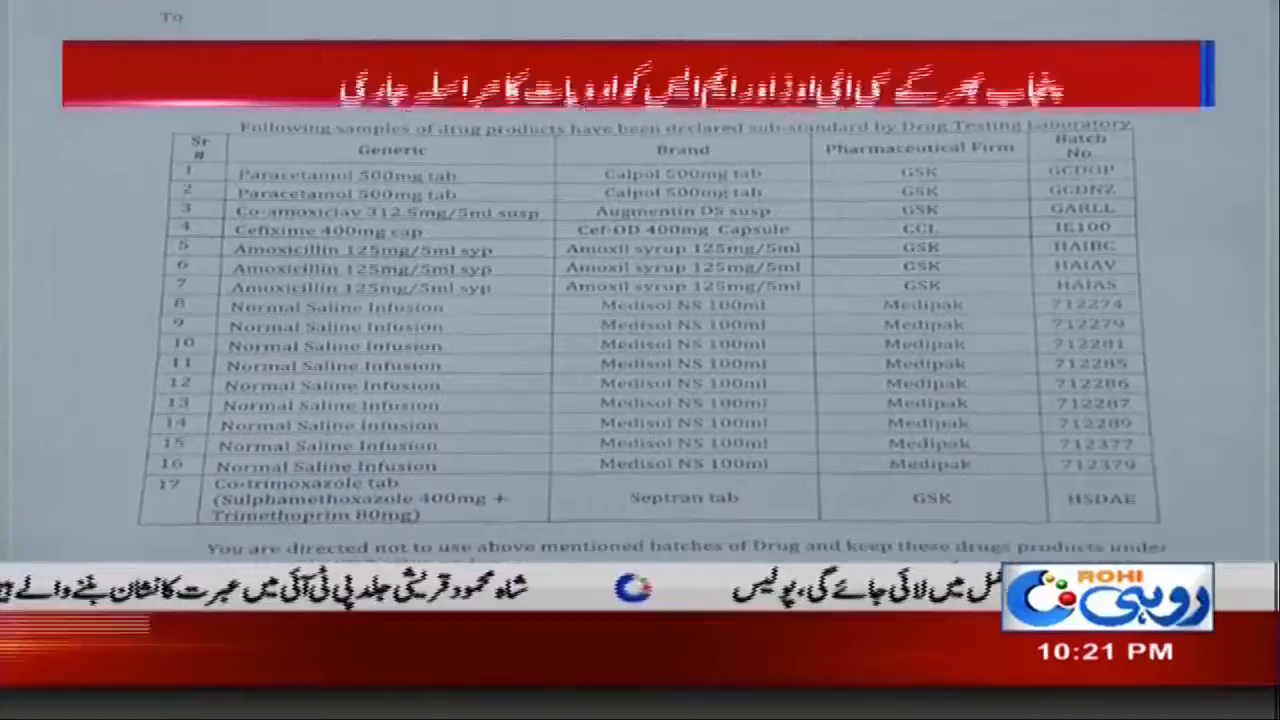 To
پنجاب بھر کے سی ای اوز اور ایم ایس کو ادویات کا مراسلہ جاری
Following samples of drug products have been declared sub-standard by Drug Testing Laboratory
Sr # Generic Brand Pharmaceutical Firm Batch No.
1 Paracetamol 500mg tab Calpol 500mg tab GSK GCDOP
2 Paracetamol 500mg tab Calpol 500mg tab GSK GCDNZ
3 Co-amoxiclav 312.5mg/5ml susp Augmentin DS susp GSK GARLL
4 Cefixime 400mg cap Cef-OD 400mg Capsule CCL IE100
5 Amoxicillin 125mg/5ml syp Amoxil syrup 125mg/5ml GSK HAIBC
6 Amoxicillin 125mg/5ml syp Amoxil syrup 125mg/5ml GSK HAIAV
7 Amoxicillin 125mg/5ml syp Amoxil syrup 125mg/5ml GSK HAIAS
8 Normal Saline Infusion Medisol NS 100ml Medipak 712274
9 Normal Saline Infusion Medisol NS 100ml Medipak 712279
10 Normal Saline Infusion Medisol NS 100ml Medipak 712281
11 Normal Saline Infusion Medisol NS 100ml Medipak 712285
12 Normal Saline Infusion Medisol NS 100ml Medipak 712286
13 Normal Saline Infusion Medisol NS 100ml Medipak 712287
14 Normal Saline Infusion Medisol NS 100ml Medipak 712289
15 Normal Saline Infusion Medisol NS 100ml Medipak 712377
16 Normal Saline Infusion Medisol NS 100ml Medipak 712379
17 Co-trimoxazole tab (Sulphamethoxazole 400mg + Trimethoprim 80mg) Septran tab GSK HSDAE
You are directed not to use above mentioned batches of Drug and keep these drugs products under
میں لائی جائے گی، پولیس
شاہ محمود قریشی جلد پی ٹی آئی میں عبرت کا نشان بننے والے
ROHI
روہی
10:21 PM